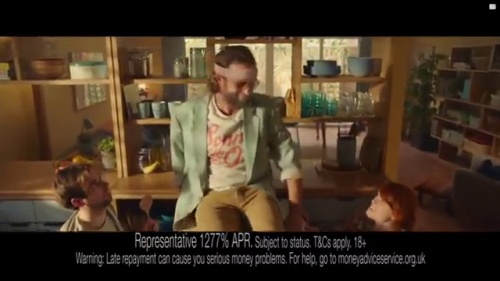 Representative 1277% APR. Subject to status. T&Cs apply. 18+
Warning: Late repayment can cause you serious money problems. For help, go to moneyadviceservice.org.uk